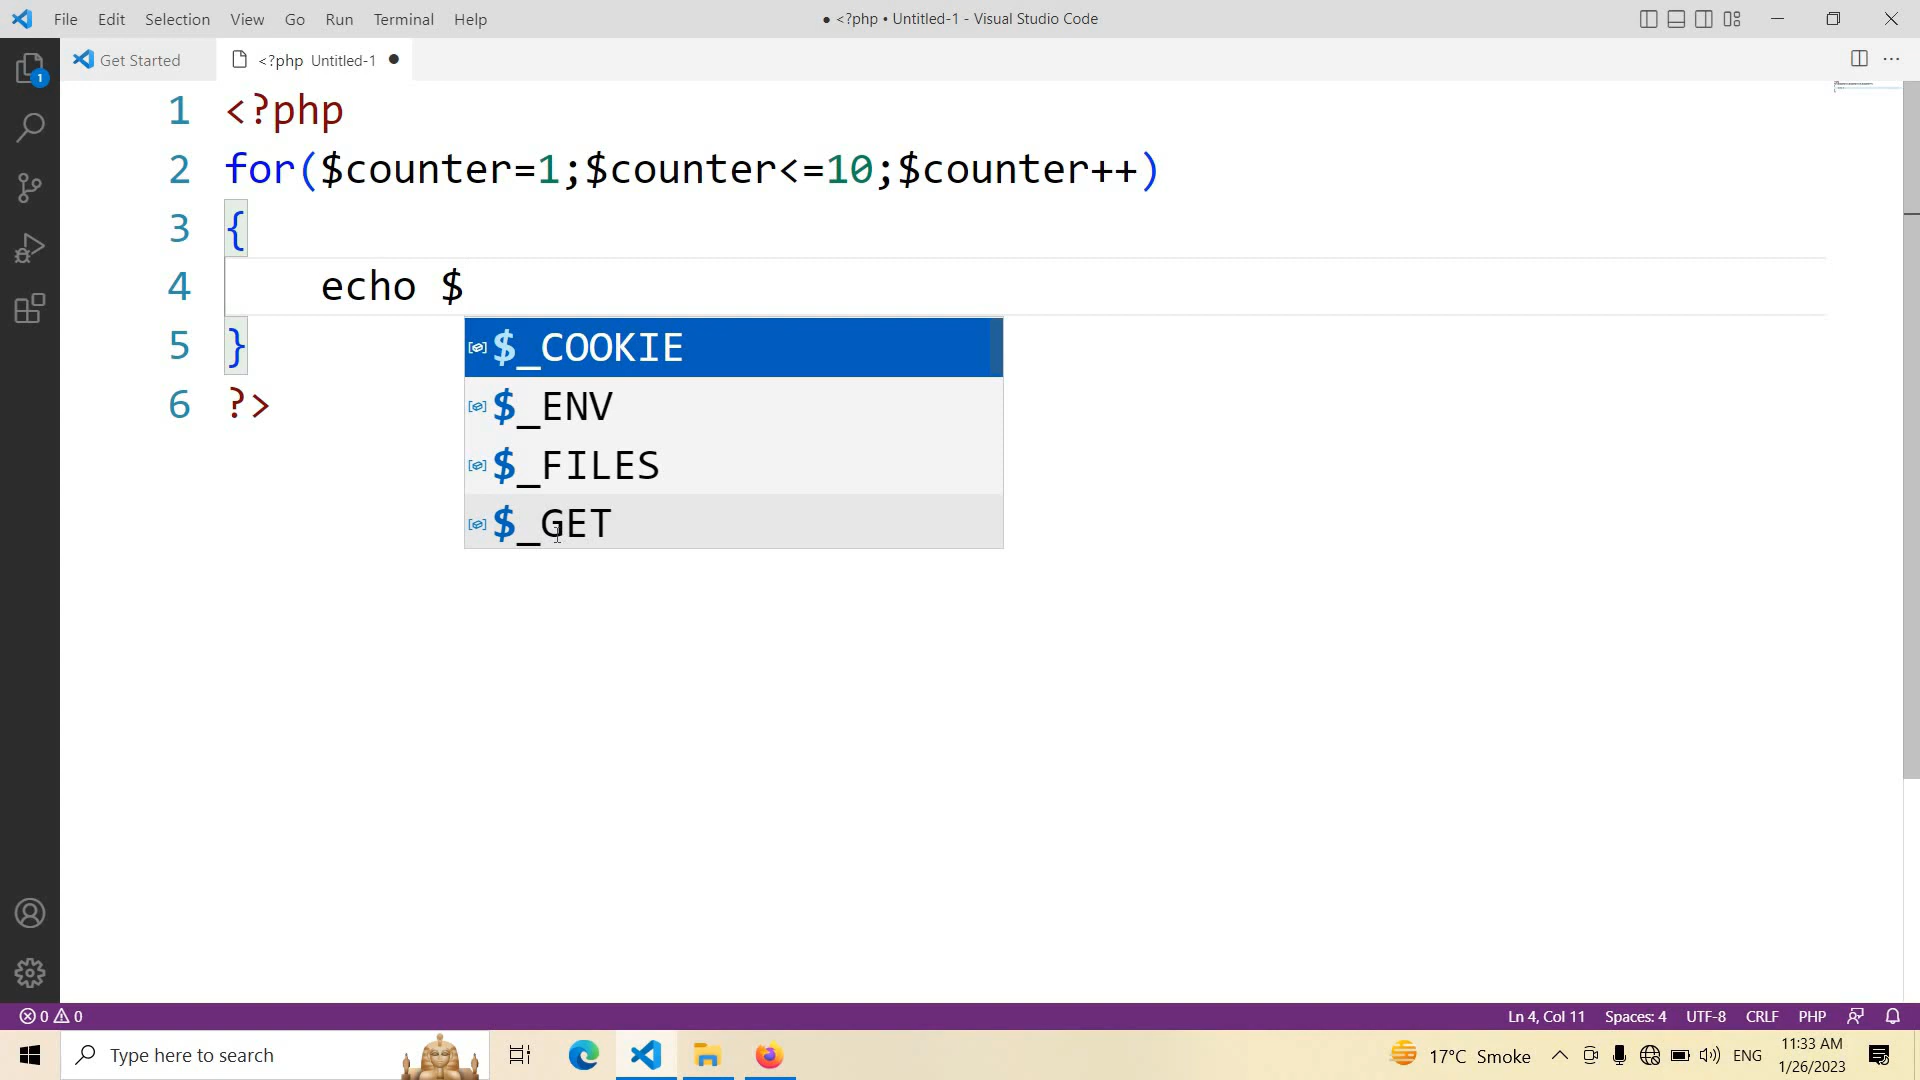 File Edit Selection View Go Run Terminal Help
● <?php • Untitled-1 - Visual Studio Code
1
Get Started
<?php Untitled-1 ●
1 <?php
2 for($counter=1;$counter<=10;$counter++)
3 {
4 echo $
5 }
6 ?>
$_COOKIE
$_ENV
$_FILES
$_GET
0 0
Ln 4, Col 11 Spaces: 4 UTF-8 CRLF PHP
Type here to search
17°C Smoke
ENG
11:33 AM
1/26/2023